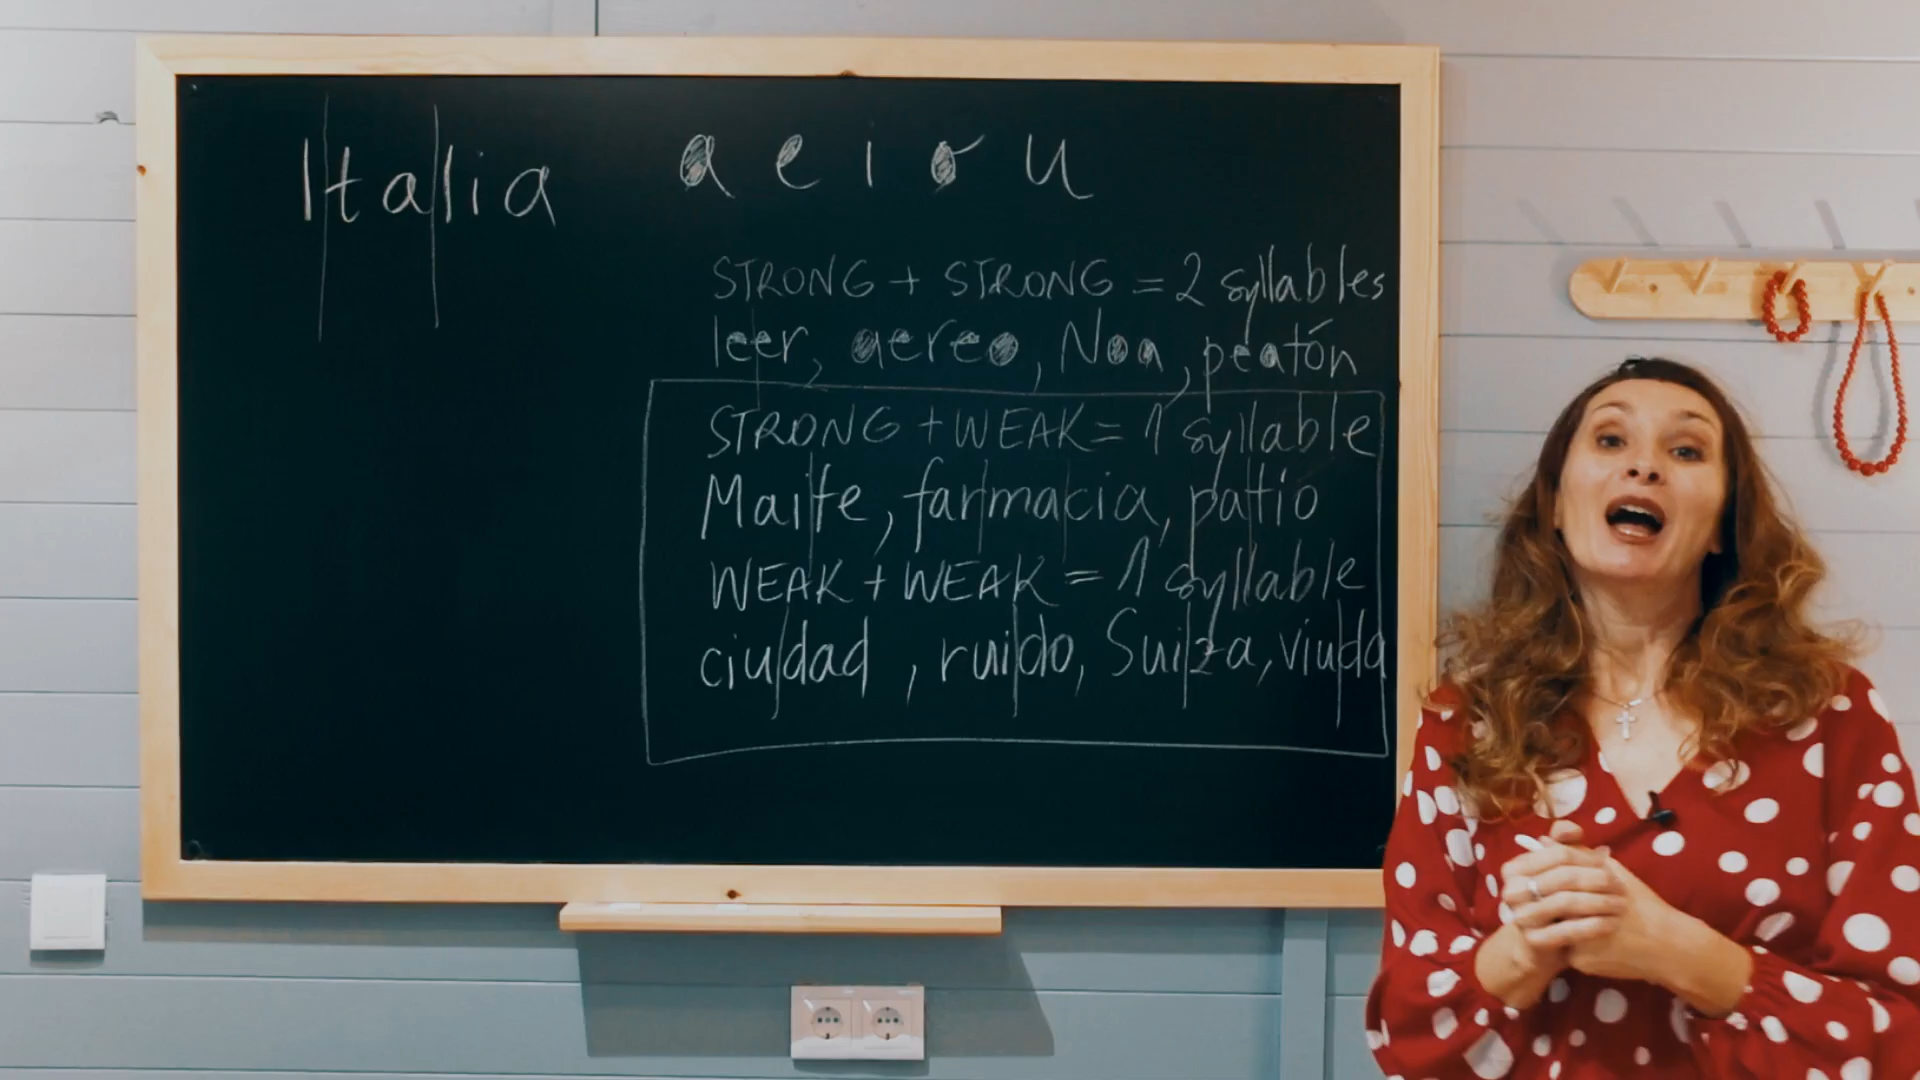 Italia
a e i o u
STRONG + STRONG = 2 syllables
leer, aereo, Noa, peatón
STRONG + WEAK = 1 syllable
Maite, farmacia, patio
WEAK + WEAK = 1 syllable
ciudad, ruido, Suiza, viuda